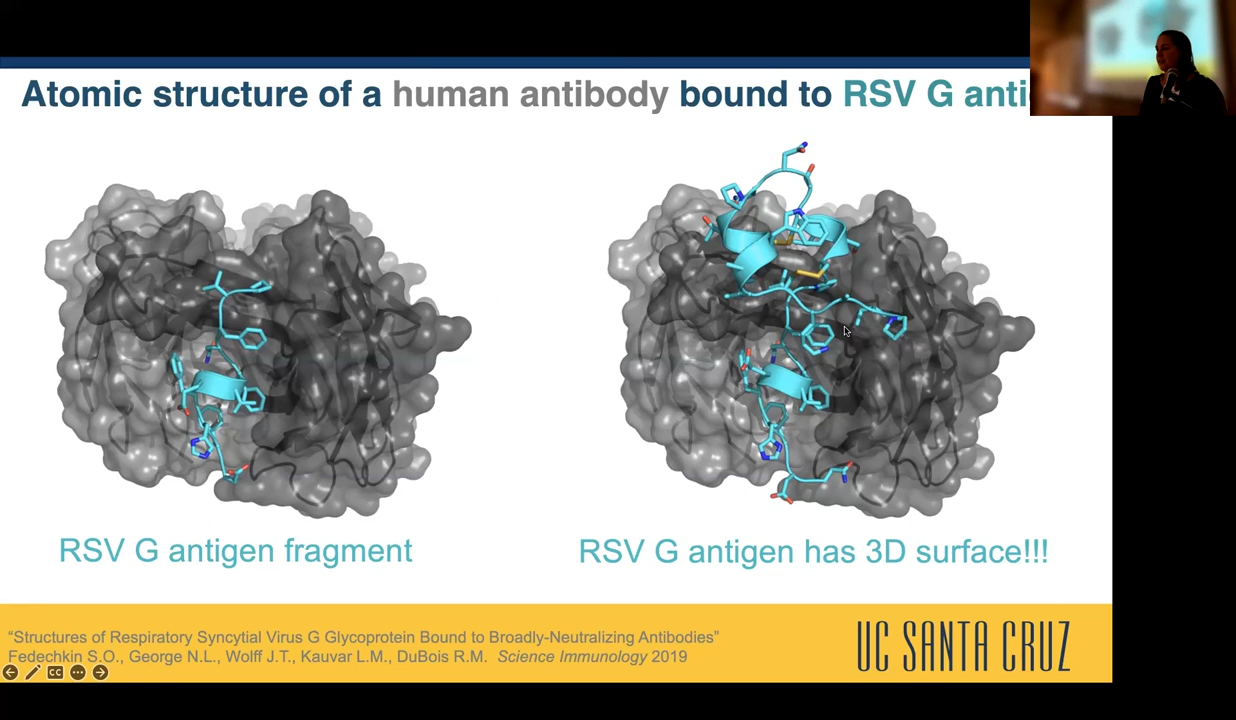 Atomic structure of a human antibody bound to RSV G anti
RSV G antigen fragment
RSV G antigen has 3D surface!!!
“Structures of Respiratory Syncytial Virus G Glycoprotein Bound to Broadly-Neutralizing Antibodies”
Fedechkin S.O., George N.L., Wolff J.T., Kauvar L.M., DuBois R.M. Science Immunology 2019
UC SANTA CRUZ
CC